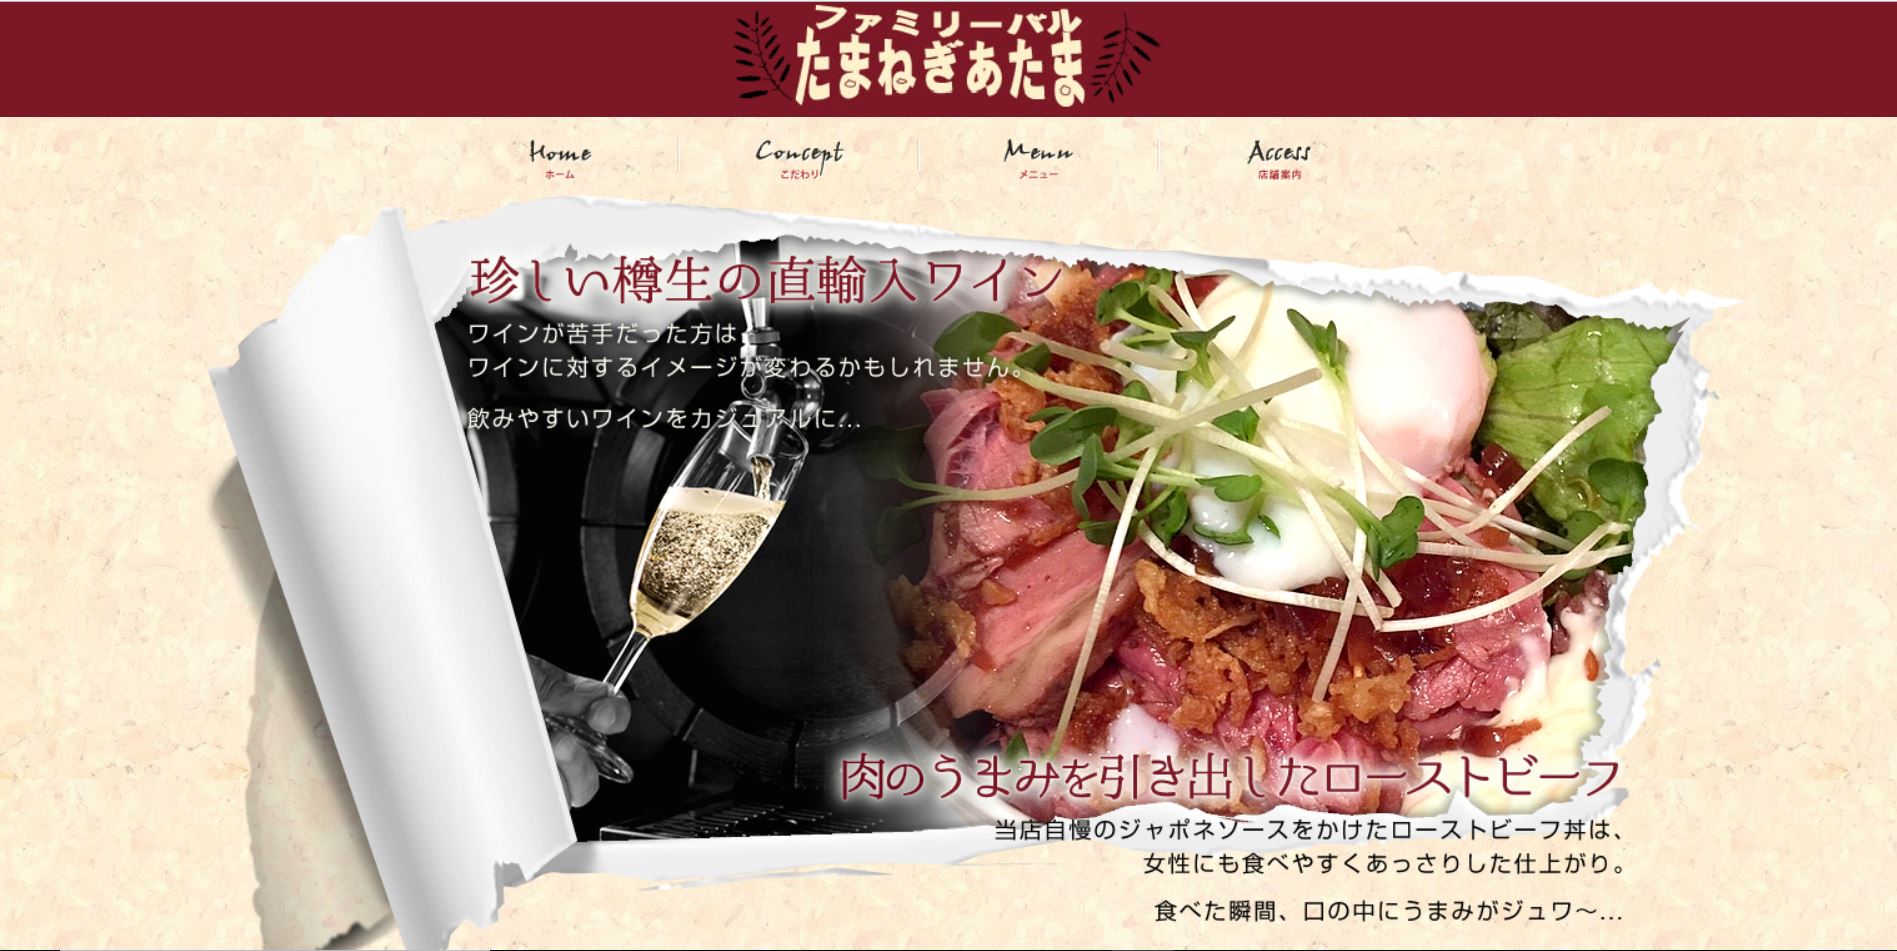 ファミリーバル
たまねぎあたま
Home
ホーム
Concept
こだわり
Menu
メニュー
Access
店舗案内
珍しい樽生の直輸入ワイン
ワインが苦手だった方は
ワインに対するイメージが変わるかもしれません。
飲みやすいワインをカジュアルに...
肉のうまみを引き出したローストビーフ
当店自慢のジャポネソースをかけたローストビーフ丼は、
女性にも食べやすくあっさりした仕上がり。
食べた瞬間、口の中にうまみがジュワ～...